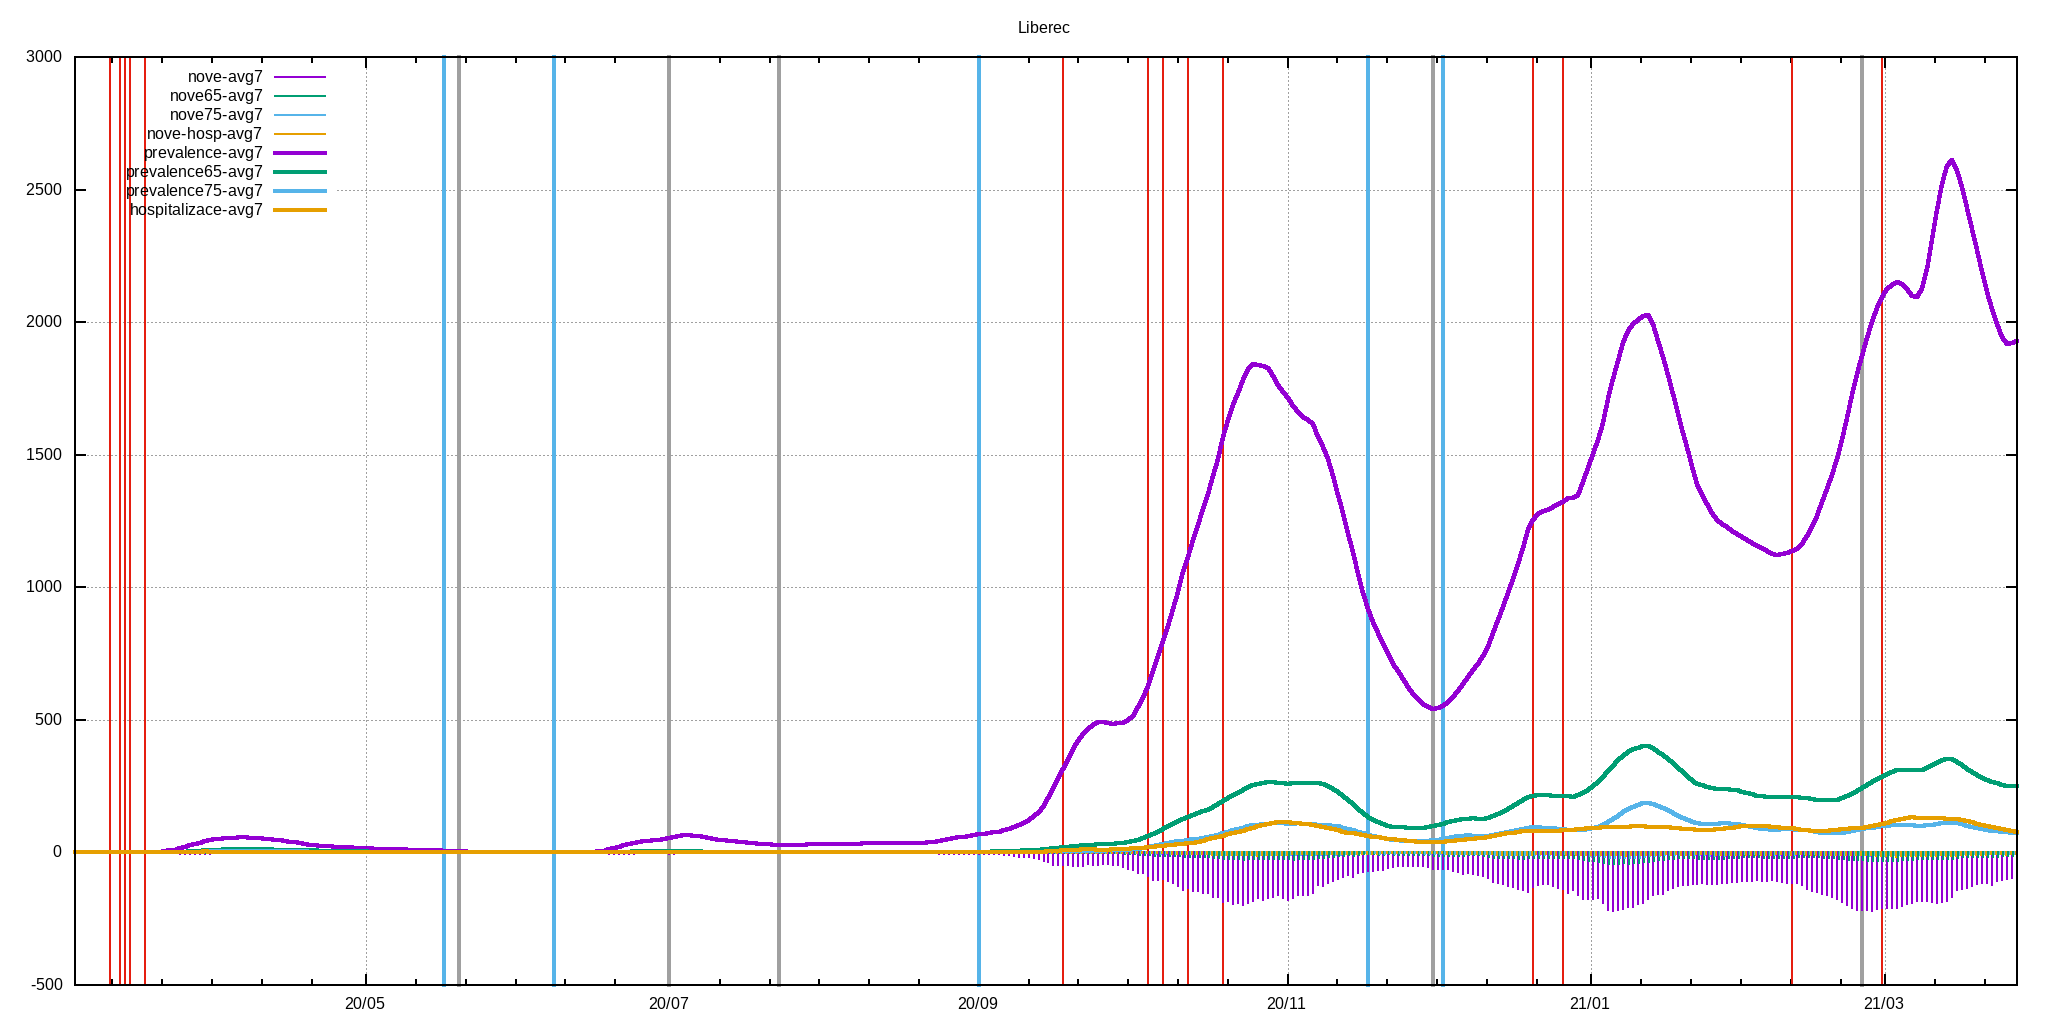 Liberec
3000
2500
2000
1500
1000
500
0
-500
nove-avg7
nove65-avg7
nove75-avg7
nove-hosp-avg7
prevalence-avg7
prevalence65-avg7
prevalence75-avg7
hospitalizace-avg7
20/05 20/07 20/09 20/11 21/01 21/03